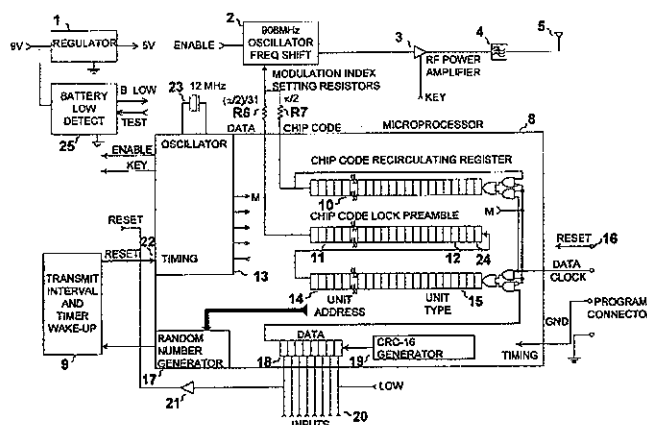 1
2
908MHz
5
9V
REGULATOR
5V
ENABLE
OSCILLATOR
FREQ SHIFT
3
4
RF POWER
AMPLIFIER
KEY
BATTERY
LOW
DETECT
B LOW
TEST
25
23
12 MHz
MODULATION INDEX
SETTING RESISTORS
(π/2)/31
π/2
R6
R7
DATA
CHIP CODE
MICROPROCESSOR
8
OSCILLATOR
ENABLE
KEY
M
CHIP CODE RECIRCULATING REGISTER
10
M
RESET
CHIP CODE LOCK PREAMBLE
11
12
24
RESET
16
22
RESET
TIMING
13
DATA
CLOCK
TRANSMIT
INTERVAL
AND
TIMER
WAKE-UP
9
14
UNIT
ADDRESS
UNIT
TYPE
15
PROGRAM
CONNECTOR
GND
TIMING
RANDOM
NUMBER
GENERATOR
17
DATA
18
CRC-16
GENERATOR
19
21
LOW
20
INPUTS